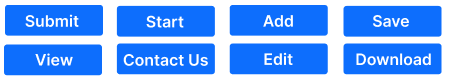 Submit Start Add Save
View Contact Us Edit Download